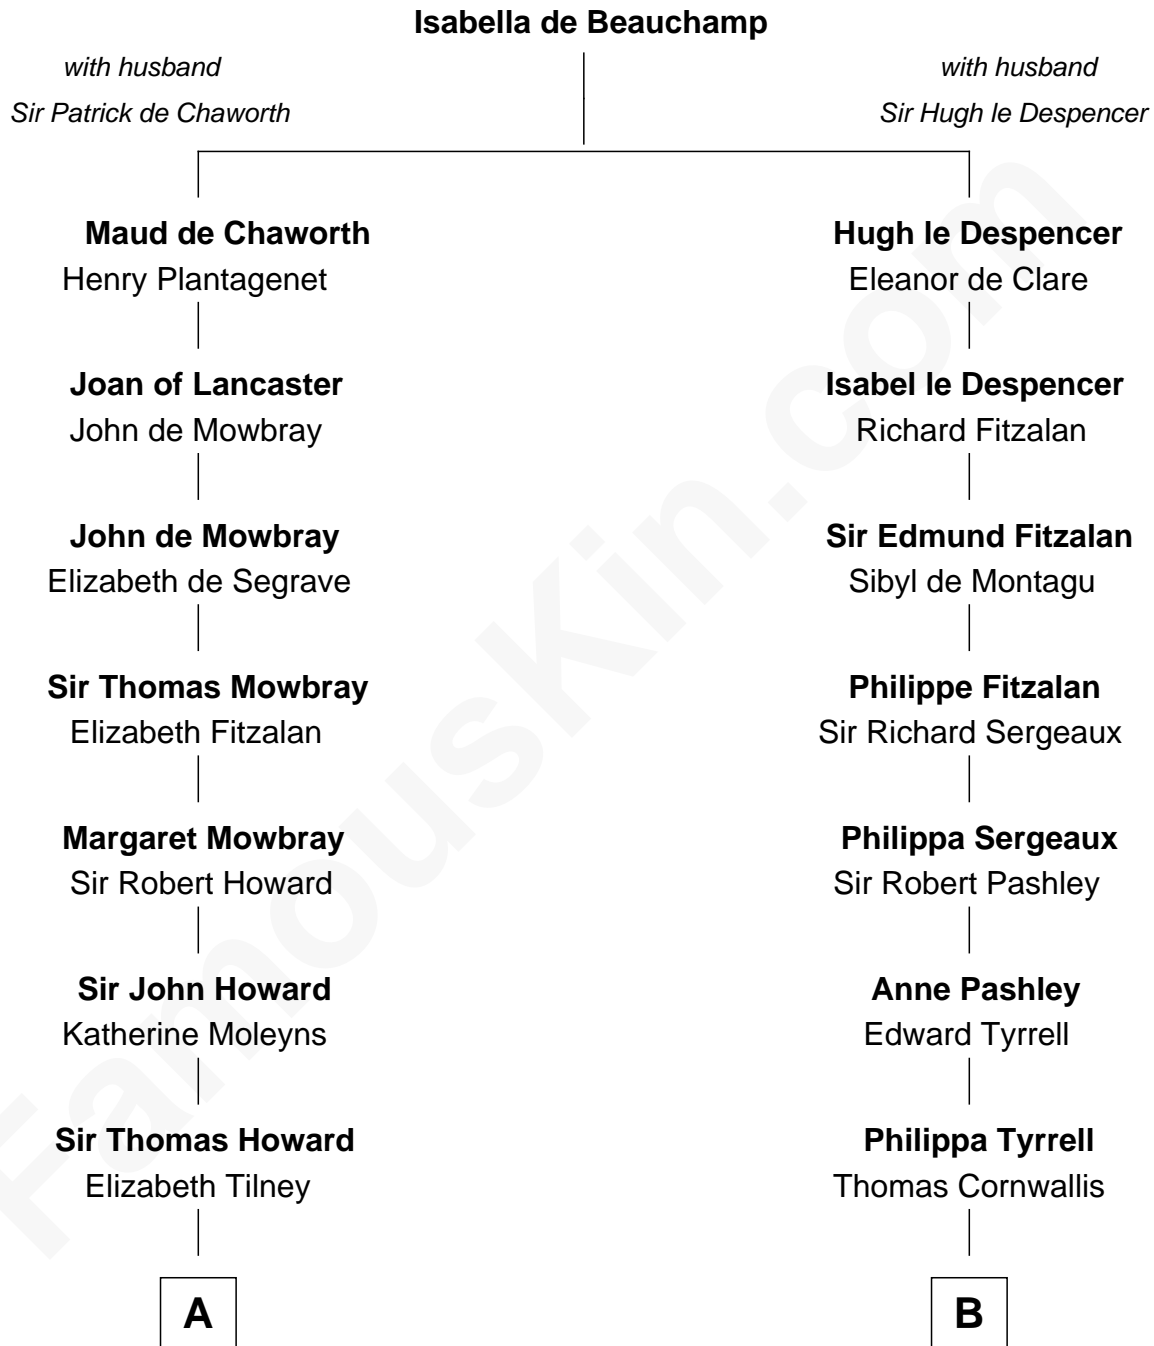 Isabella de Beauchamp
with husband
Sir Patrick de Chaworth
with husband
Sir Hugh le Despencer
Maud de Chaworth
Henry Plantagenet
Hugh le Despencer
Eleanor de Clare
Joan of Lancaster
John de Mowbray
Isabel le Despencer
Richard Fitzalan
John de Mowbray
Elizabeth de Segrave
Sir Edmund Fitzalan
Sibyl de Montagu
Sir Thomas Mowbray
Elizabeth Fitzalan
Philippe Fitzalan
Sir Richard Sergeaux
Margaret Mowbray
Sir Robert Howard
Philippa Sergeaux
Sir Robert Pashley
Sir John Howard
Katherine Moleyns
Anne Pashley
Edward Tyrrell
Sir Thomas Howard
Elizabeth Tilney
Philippa Tyrrell
Thomas Cornwallis
A
B
FamousKin.com